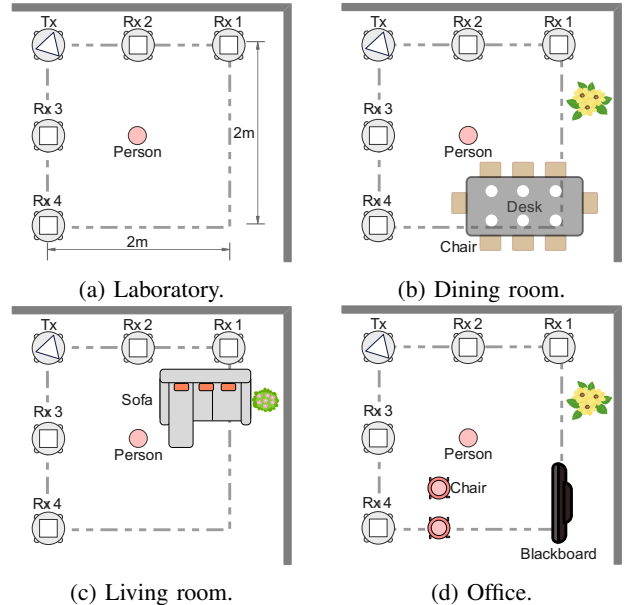 Tx Rx 2 Rx 1
Rx 3
2m
Person
Rx 4
2m
(a) Laboratory.
Tx Rx 2 Rx 1
Rx 3
Person
Rx 4
Desk
Chair
(b) Dining room.
Tx Rx 2 Rx 1
Sofa
Rx 3
Person
Rx 4
(c) Living room.
Tx Rx 2 Rx 1
Rx 3
Person
Chair
Rx 4
Blackboard
(d) Office.